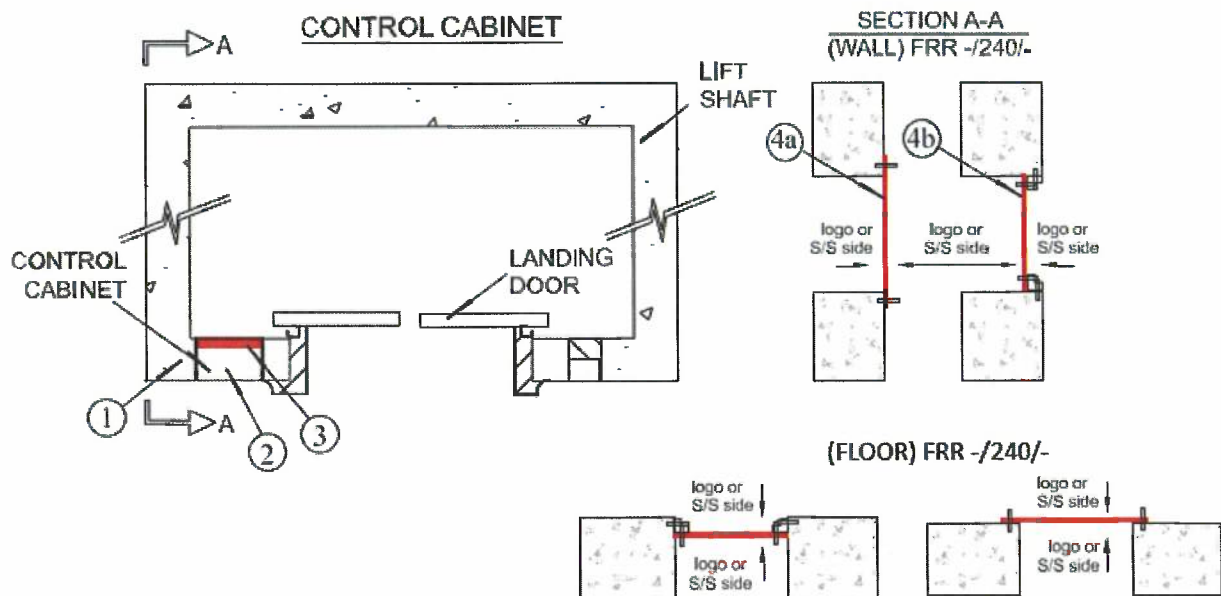 A
CONTROL CABINET
LIFT
SHAFT
CONTROL
CABINET
LANDING
DOOR
1
2
3
A
SECTION A-A
(WALL) FRR -/240/-
4a
4b
logo or
S/S side
logo or
S/S side
logo or
S/S side
(FLOOR) FRR -/240/-
logo or
S/S side
logo or
S/S side
logo or
S/S side
logo or
S/S side